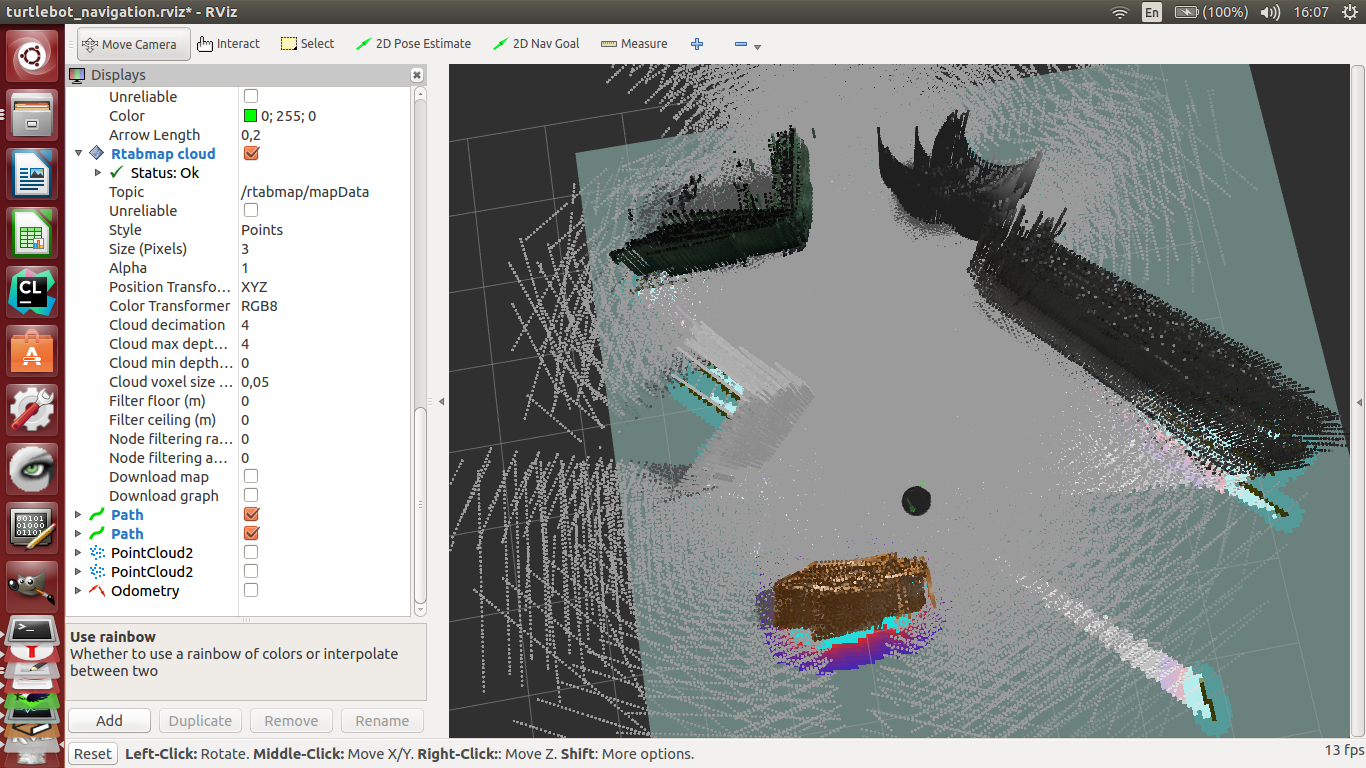 turtlebot_navigation.rviz* - RViz
En (100%) 16:07
Move Camera Interact Select 2D Pose Estimate 2D Nav Goal Measure
Displays
Unreliable
Color 0; 255; 0
Arrow Length 0,2
Rtabmap cloud
Status: Ok
Topic /rtabmap/mapData
Unreliable
Style Points
Size (Pixels) 3
Alpha 1
Position Transfo... XYZ
Color Transformer RGB8
Cloud decimation 4
Cloud max dept... 4
Cloud min depth... 0
Cloud voxel size ... 0,05
Filter floor (m) 0
Filter ceiling (m) 0
Node filtering ra... 0
Node filtering a... 0
Download map
Download graph
Path
Path
PointCloud2
PointCloud2
Odometry
Use rainbow
Whether to use a rainbow of colors or interpolate
between two
Add Duplicate Remove Rename
Reset Left-Click: Rotate. Middle-Click: Move X/Y. Right-Click:: Move Z. Shift: More options.
13 fps
CL